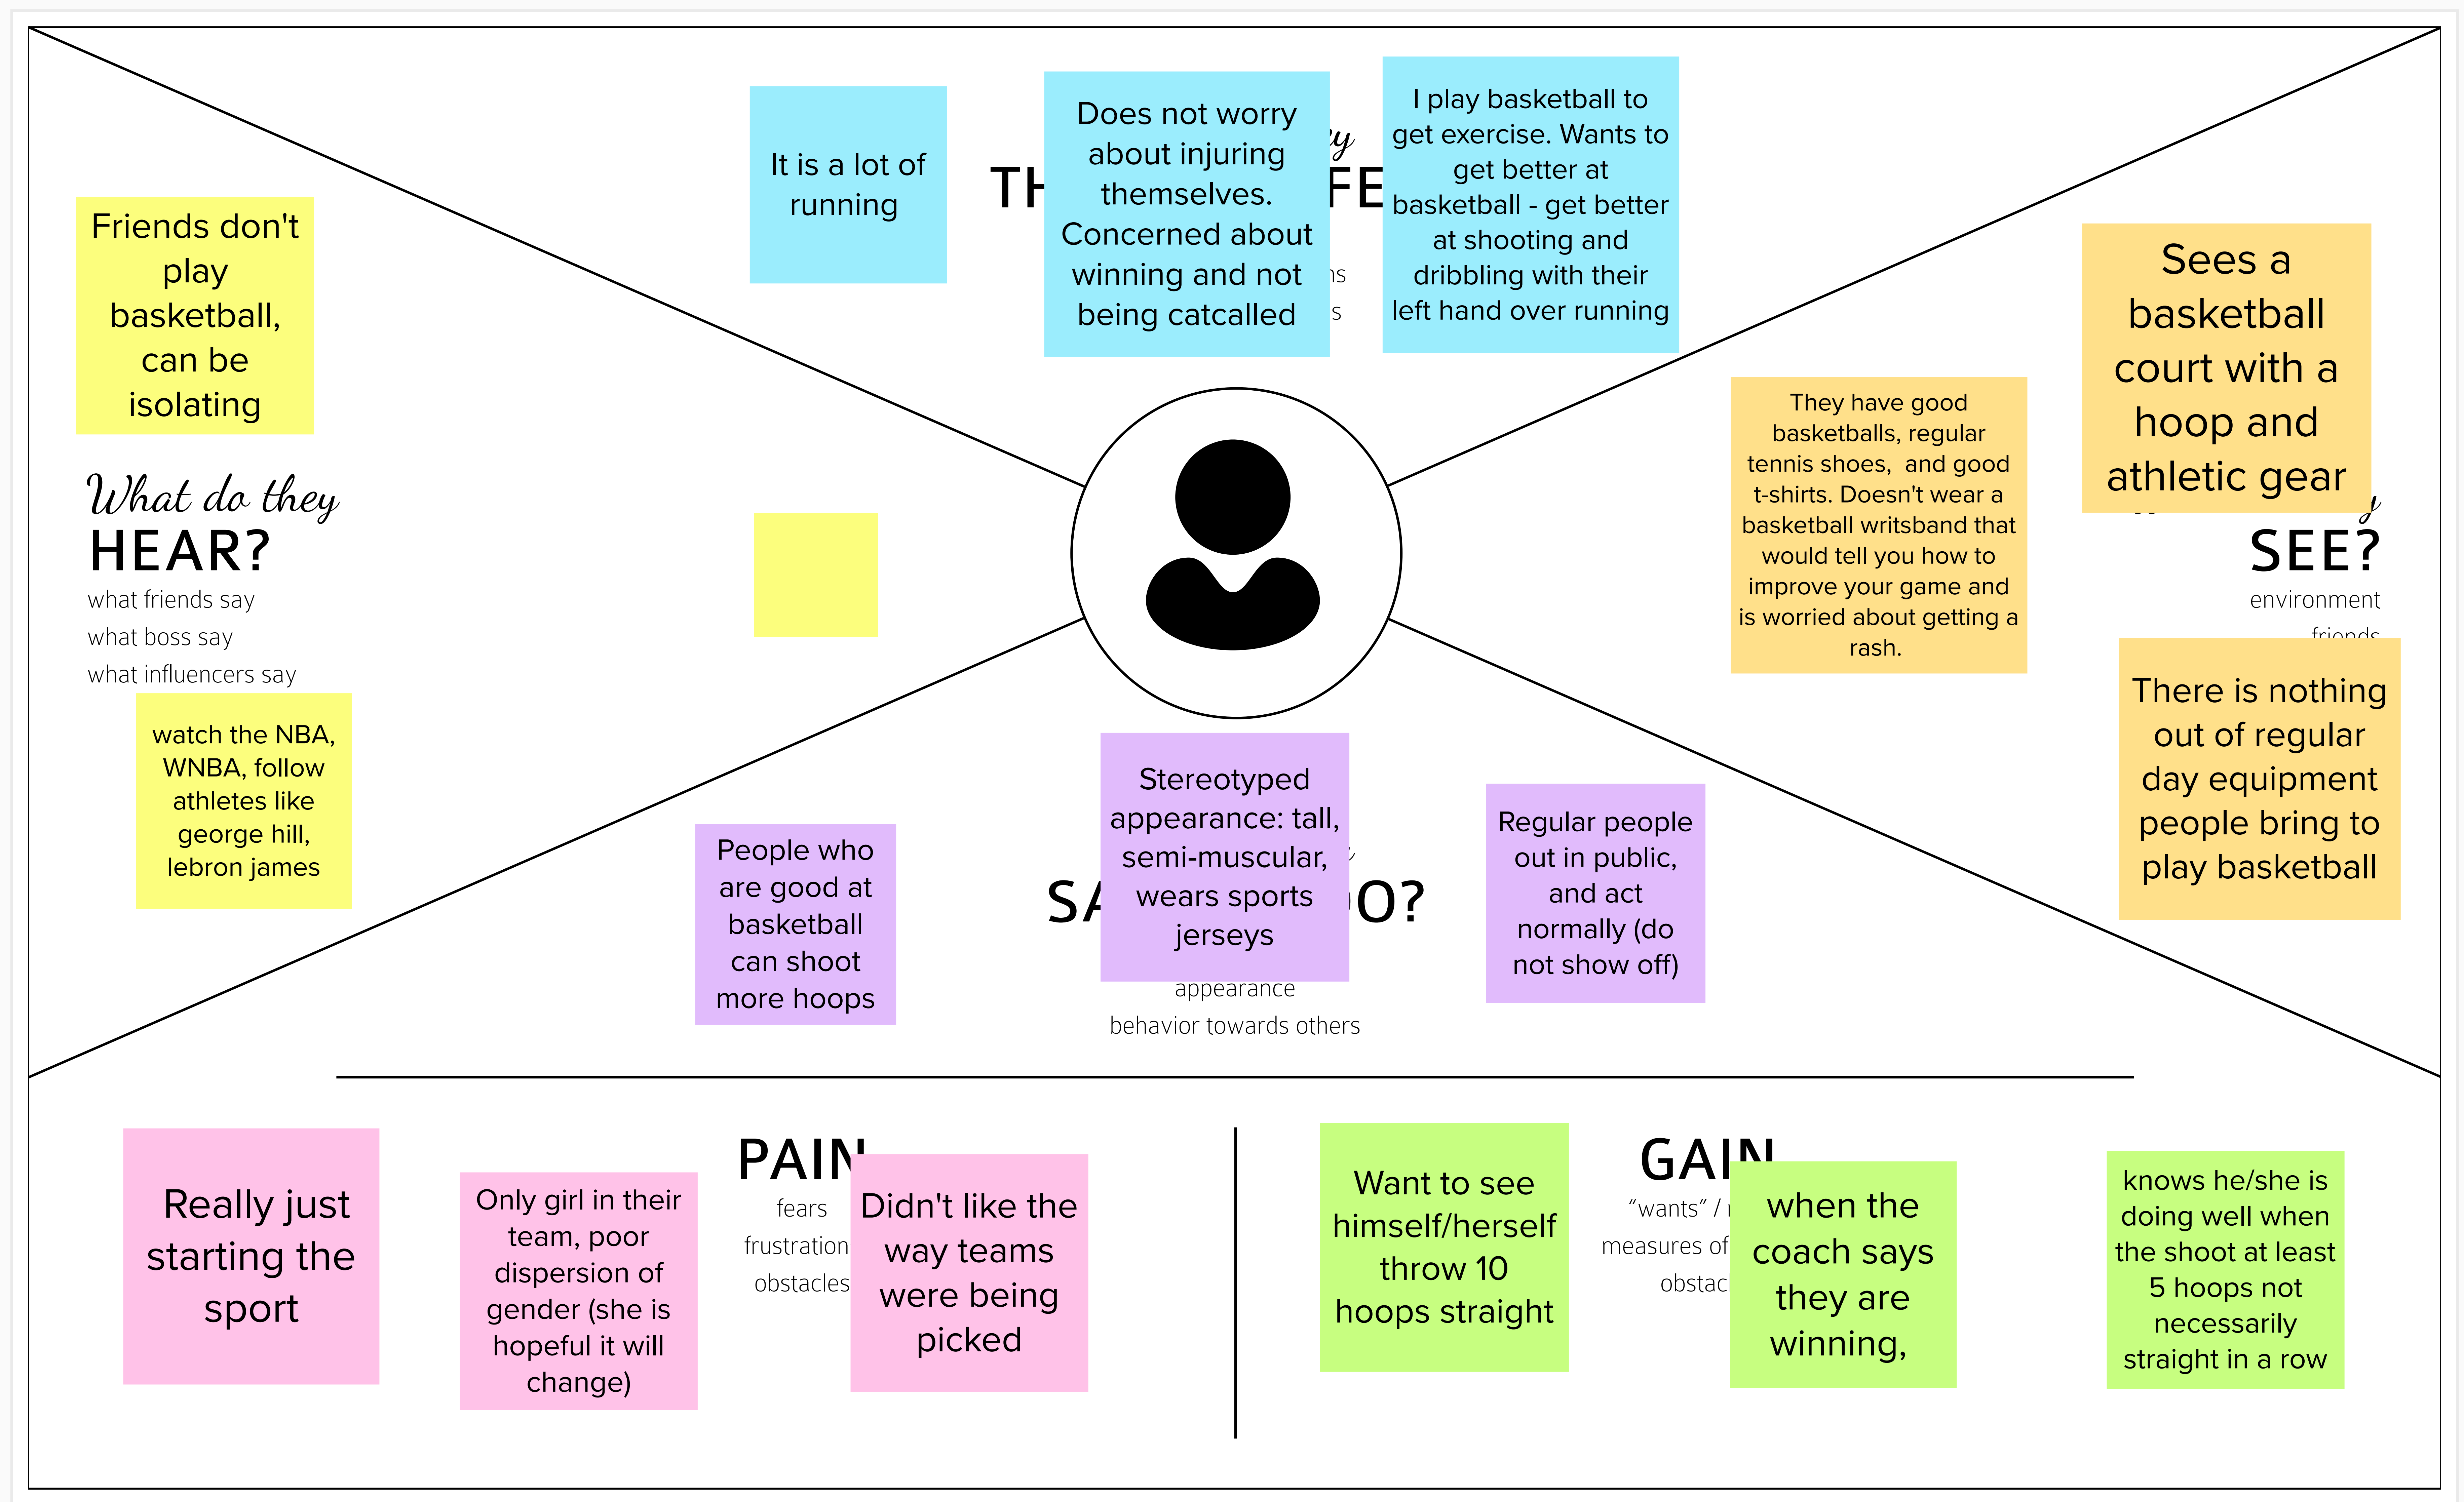 It is a lot of
running
Does not worry
about injuring
themselves.
Concerned about
winning and not
being catcalled
I play basketball to
get exercise. Wants to
get better at
basketball - get better
at shooting and
dribbling with their
left hand over running
Friends don't
play
basketball,
can be
isolating
What do they
HEAR?
what friends say
what boss say
what influencers say
watch the NBA,
WNBA, follow
athletes like
george hill,
lebron james
Sees a
basketball
court with a
hoop and
athletic gear
They have good
basketballs, regular
tennis shoes, and good
t-shirts. Doesn't wear a
basketball writsband that
would tell you how to
improve your game and
is worried about getting a
rash.
SEE?
environment
friends
There is nothing
out of regular
day equipment
people bring to
play basketball
People who
are good at
basketball
can shoot
more hoops
Stereotyped
appearance: tall,
semi-muscular,
wears sports
jerseys
appearance
behavior towards others
Regular people
out in public,
and act
normally (do
not show off)
PAIN
fears
frustration
obstacles
Really just
starting the
sport
Only girl in their
team, poor
dispersion of
gender (she is
hopeful it will
change)
Didn't like the
way teams
were being
picked
GAIN
"wants" /
measures of
Want to see
himself/herself
throw 10
hoops straight
when the
coach says
they are
winning,
knows he/she is
doing well when
the shoot at least
5 hoops not
necessarily
straight in a row